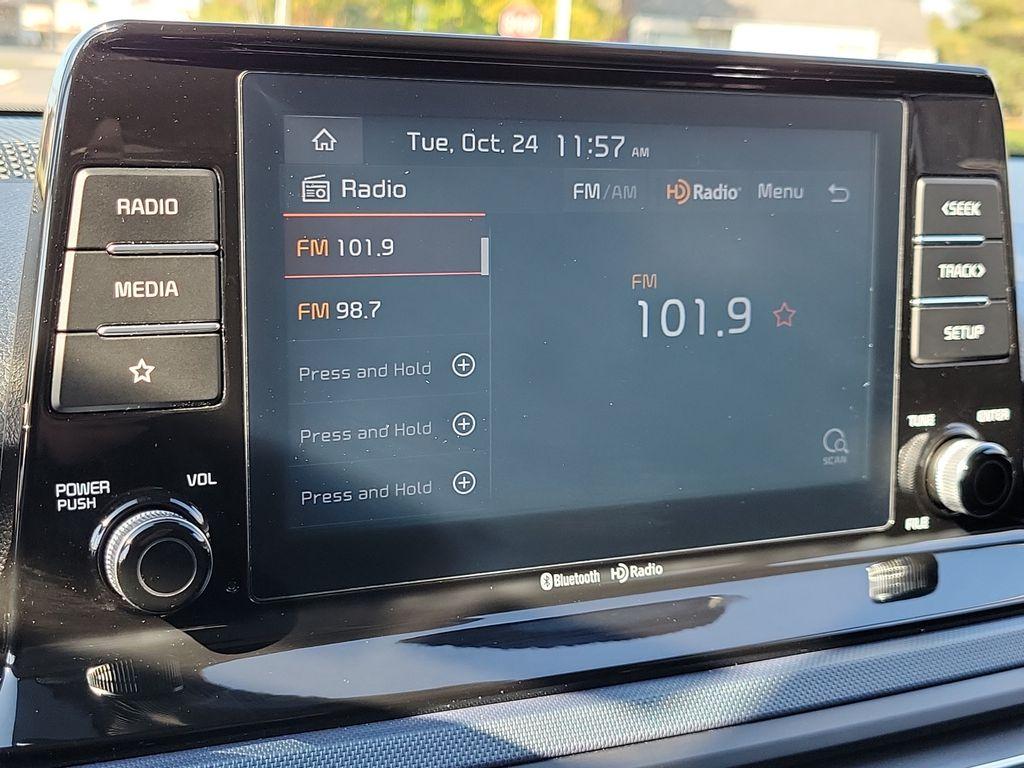 Tue, Oct. 24 11:57 AM
Radio FM/AM HD Radio Menu
FM 101.9
FM 98.7
Press and Hold
Press and Hold
Press and Hold
FM
101.9
SCAN
RADIO
MEDIA
POWER
PUSH
VOL
<SEEK
TRACK>
SETUP
TUNE
ENTER
FILE
Bluetooth HD Radio